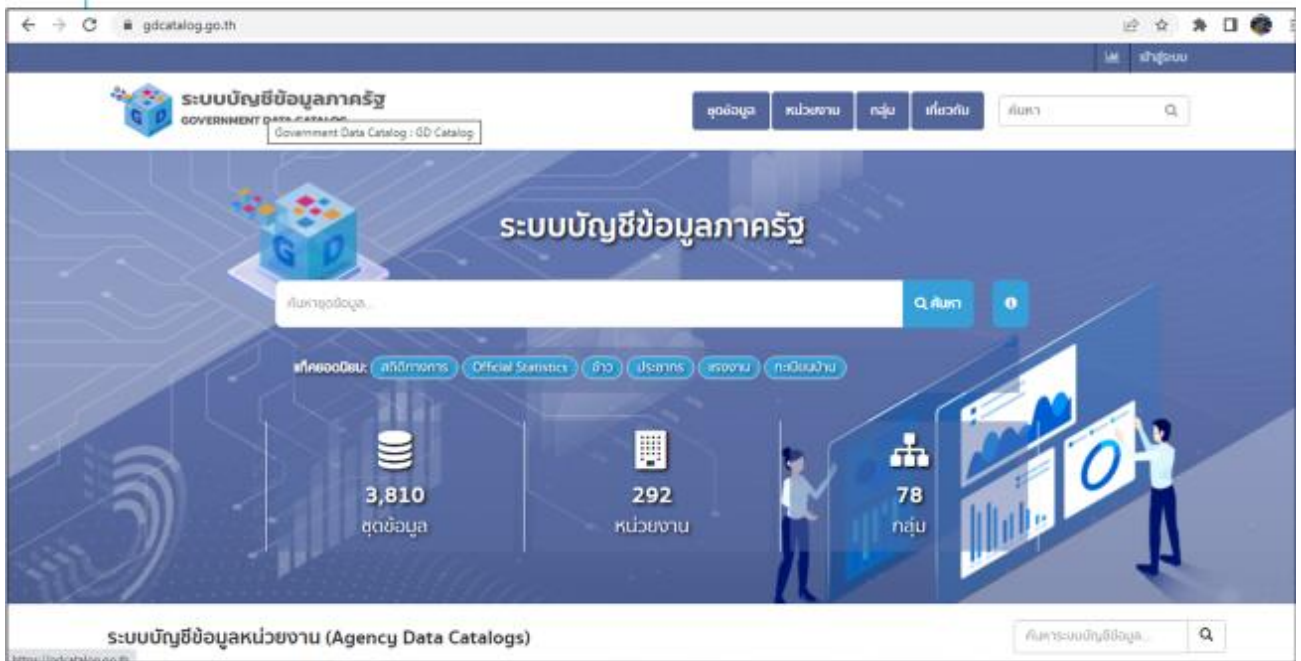 gdcatalog.go.th
เข้าสู่ระบบ
ระบบบัญชีข้อมูลภาครัฐ
GOVERNMENT DATA CATALOG
Government Data Catalog : GD Catalog
ชุดข้อมูล หน่วยงาน กลุ่ม เกี่ยวกับ ค้นหา
G D
ระบบบัญชีข้อมูลภาครัฐ
G D
ค้นหาชุดข้อมูล... ค้นหา
แท็คยอดนิยม: สถิติทางการ Official Statistics ข้าว ประชากร แรงงาน ทะเบียนบ้าน
3,810 292 78
ชุดข้อมูล หน่วยงาน กลุ่ม
ระบบบัญชีข้อมูลหน่วยงาน (Agency Data Catalogs) ค้นหาระบบบัญชีข้อมูล...
https://gdcatalog.go.th